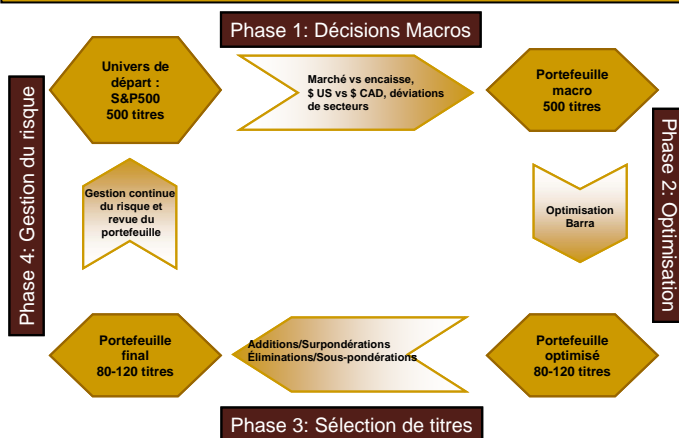 Phase 1: Décisions Macros
Univers de
départ :
S&P500
500 titres
Marché vs encaisse,
$ US vs $ CAD, déviations
de secteurs
Portefeuille
macro
500 titres
Phase 2: Optimisation
Optimisation
Barra
Portefeuille
optimisé
80-120 titres
Phase 3: Sélection de titres
Additions/Surpondérations
Éliminations/Sous-pondérations
Portefeuille
final
80-120 titres
Phase 4: Gestion du risque
Gestion continue
du risque et
revue du
portefeuille